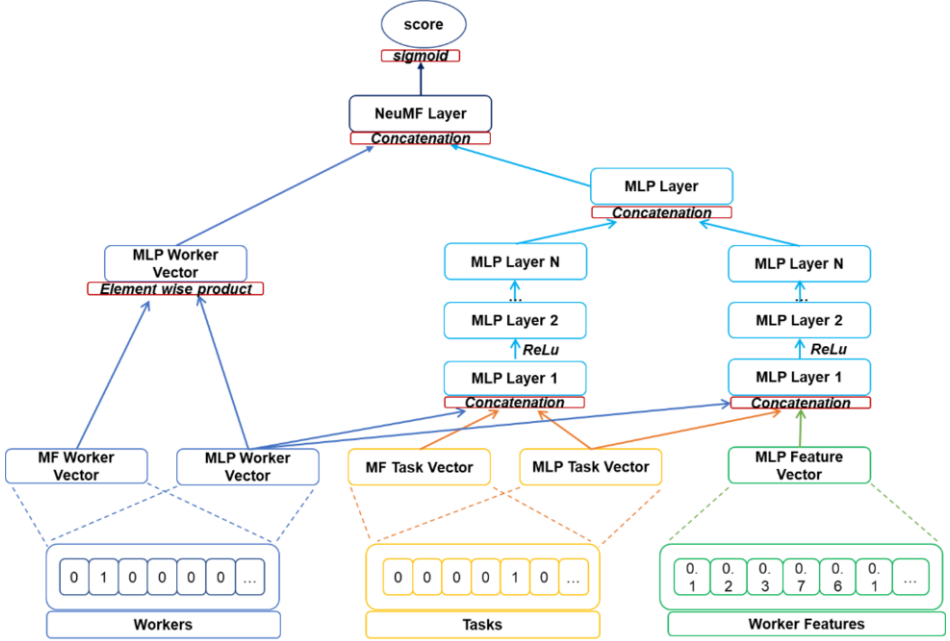 score
sigmoid
NeuMF Layer
Concatenation
MLP Layer
Concatenation
MLP Worker
Vector
Element wise product
MLP Layer N
MLP Layer N
...
...
MLP Layer 2
MLP Layer 2
ReLu
ReLu
MLP Layer 1
MLP Layer 1
Concatenation
Concatenation
MF Worker
Vector
MLP Worker
Vector
MF Task Vector
MLP Task Vector
MLP Feature
Vector
0 1 0 0 0 0 ...
0 0 0 0 1 0 ...
0.
1
0.
2
0.
3
0.
7
0.
6
0.
1
...
Workers
Tasks
Worker Features